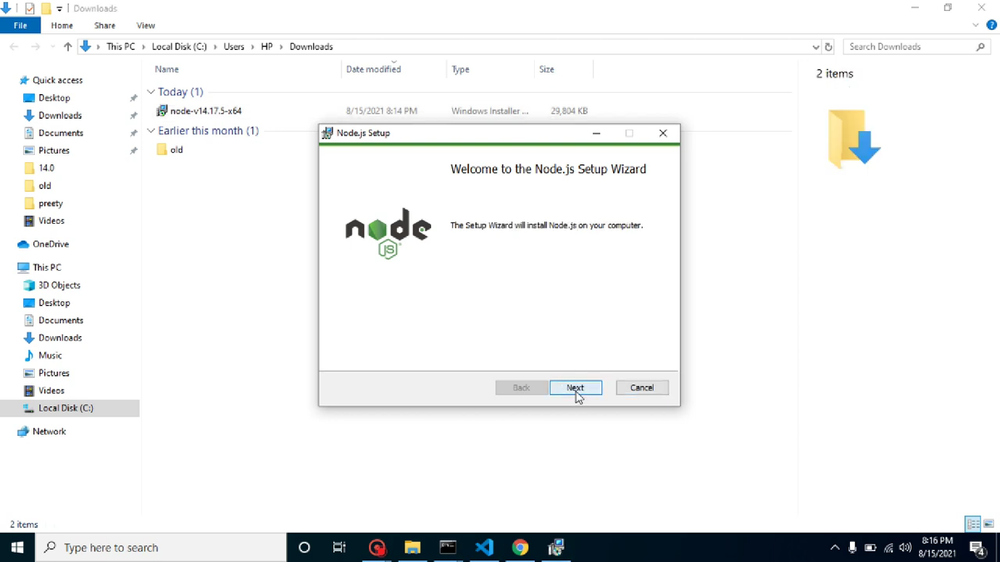 Downloads
File Home Share View
This PC Local Disk (C:) Users HP Downloads
Search Downloads
Name Date modified Type Size
2 items
Today (1)
node-v14.17.5-x64 8/15/2021 8:14 PM Windows Installer ... 29,804 KB
Earlier this month (1)
old
Quick access
Desktop
Downloads
Documents
Pictures
14.0
old
preety
Videos
OneDrive
This PC
3D Objects
Desktop
Documents
Downloads
Music
Pictures
Videos
Local Disk (C:)
Network
Node.js Setup
Welcome to the Node.js Setup Wizard
The Setup Wizard will install Node.js on your computer.
node
JS
Back Next Cancel
2 items
Type here to search
8:16 PM
8/15/2021
4